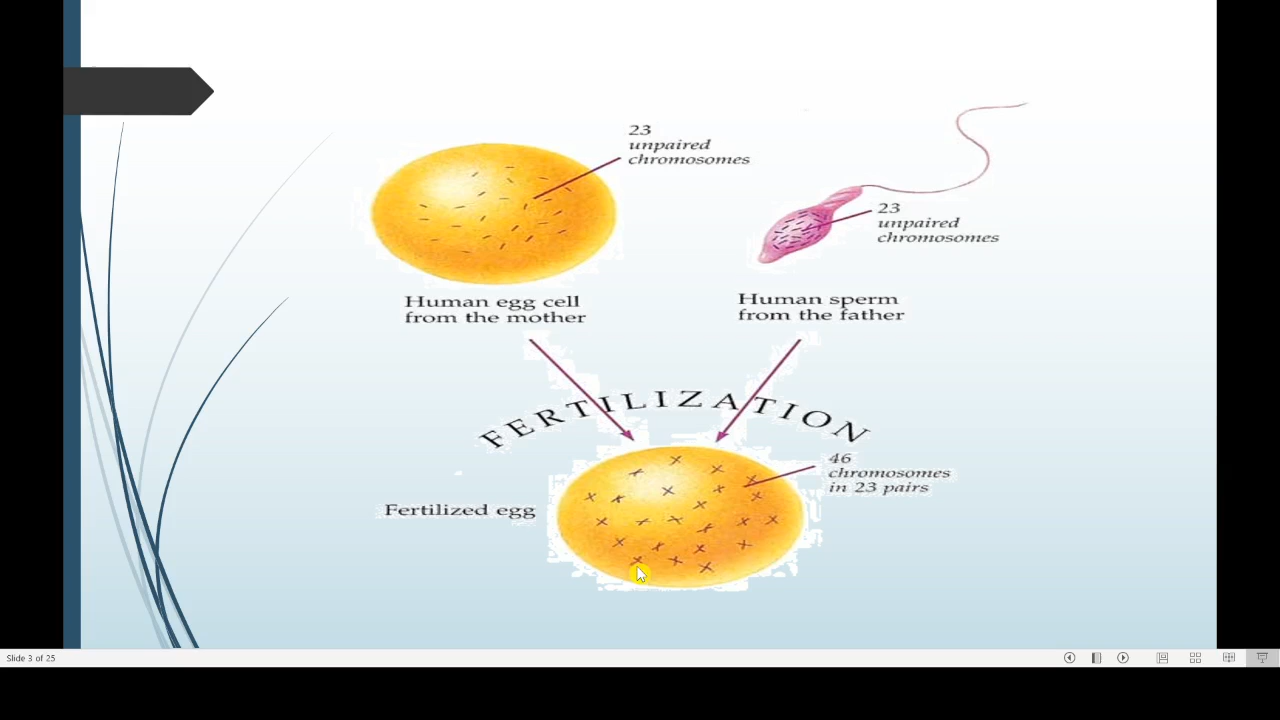 23
unpaired
chromosomes
23
unpaired
chromosomes
Human egg cell
from the mother
Human sperm
from the father
FERTILIZATION
46
chromosomes
in 23 pairs
Fertilized egg
Slide 3 of 25